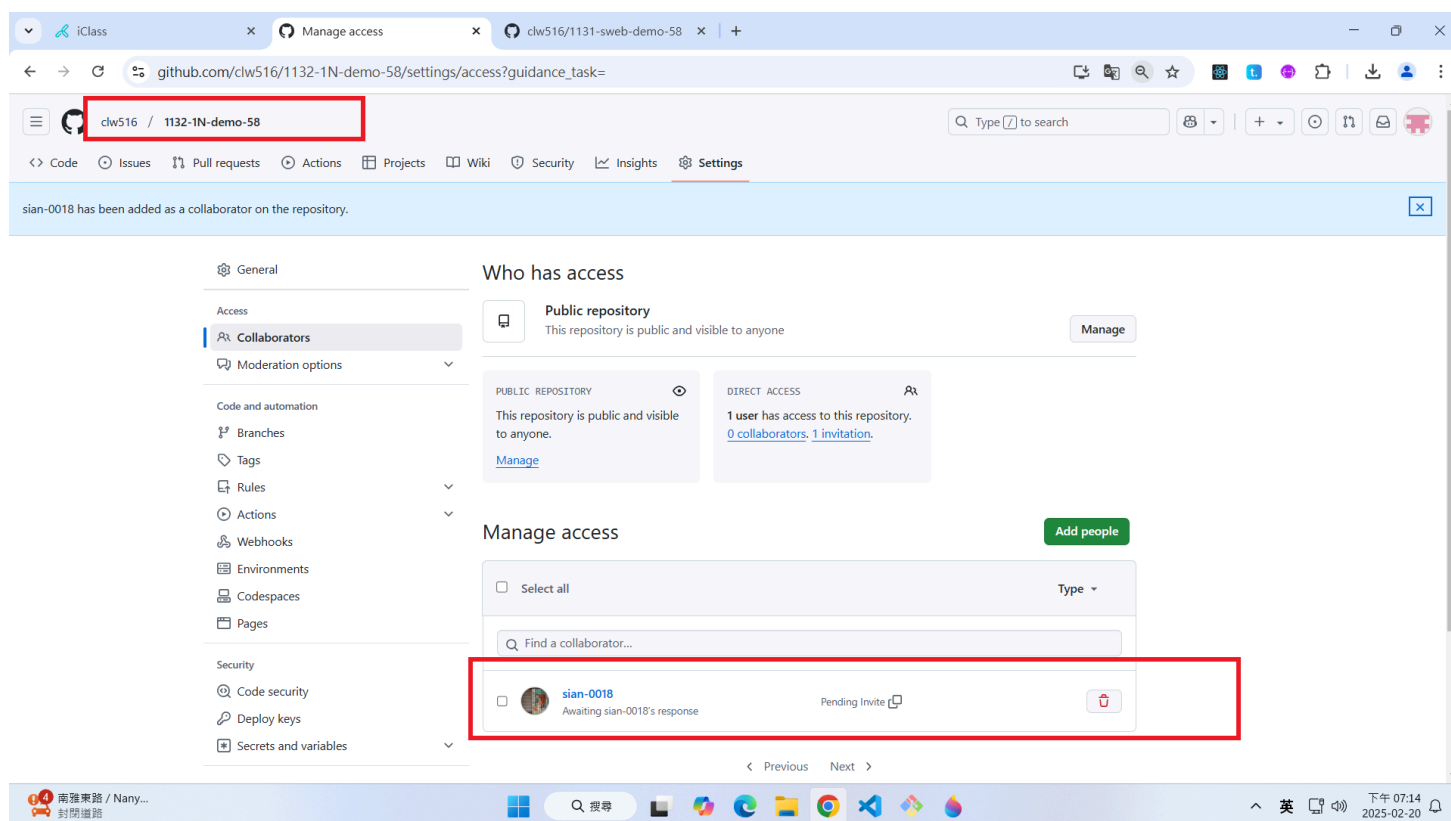 iClass
Manage access
clw516/1131-sweb-demo-58
github.com/clw516/1132-1N-demo-58/settings/access?guidance_task=
clw516 / 1132-1N-demo-58
Type / to search
Code
Issues
Pull requests
Actions
Projects
Wiki
Security
Insights
Settings
sian-0018 has been added as a collaborator on the repository.
General
Access
Collaborators
Moderation options
Code and automation
Branches
Tags
Rules
Actions
Webhooks
Environments
Codespaces
Pages
Security
Code security
Deploy keys
Secrets and variables
Who has access
Public repository
This repository is public and visible to anyone
Manage
PUBLIC REPOSITORY
This repository is public and visible
to anyone.
Manage
DIRECT ACCESS
1 user has access to this repository.
0 collaborators. 1 invitation.
Manage access
Add people
Select all
Type
Find a collaborator...
sian-0018
Awaiting sian-0018's response
Pending Invite
Previous
Next
4
南雅東路 / Nany...
封閉道路
搜尋
英
下午 07:14
2025-02-20